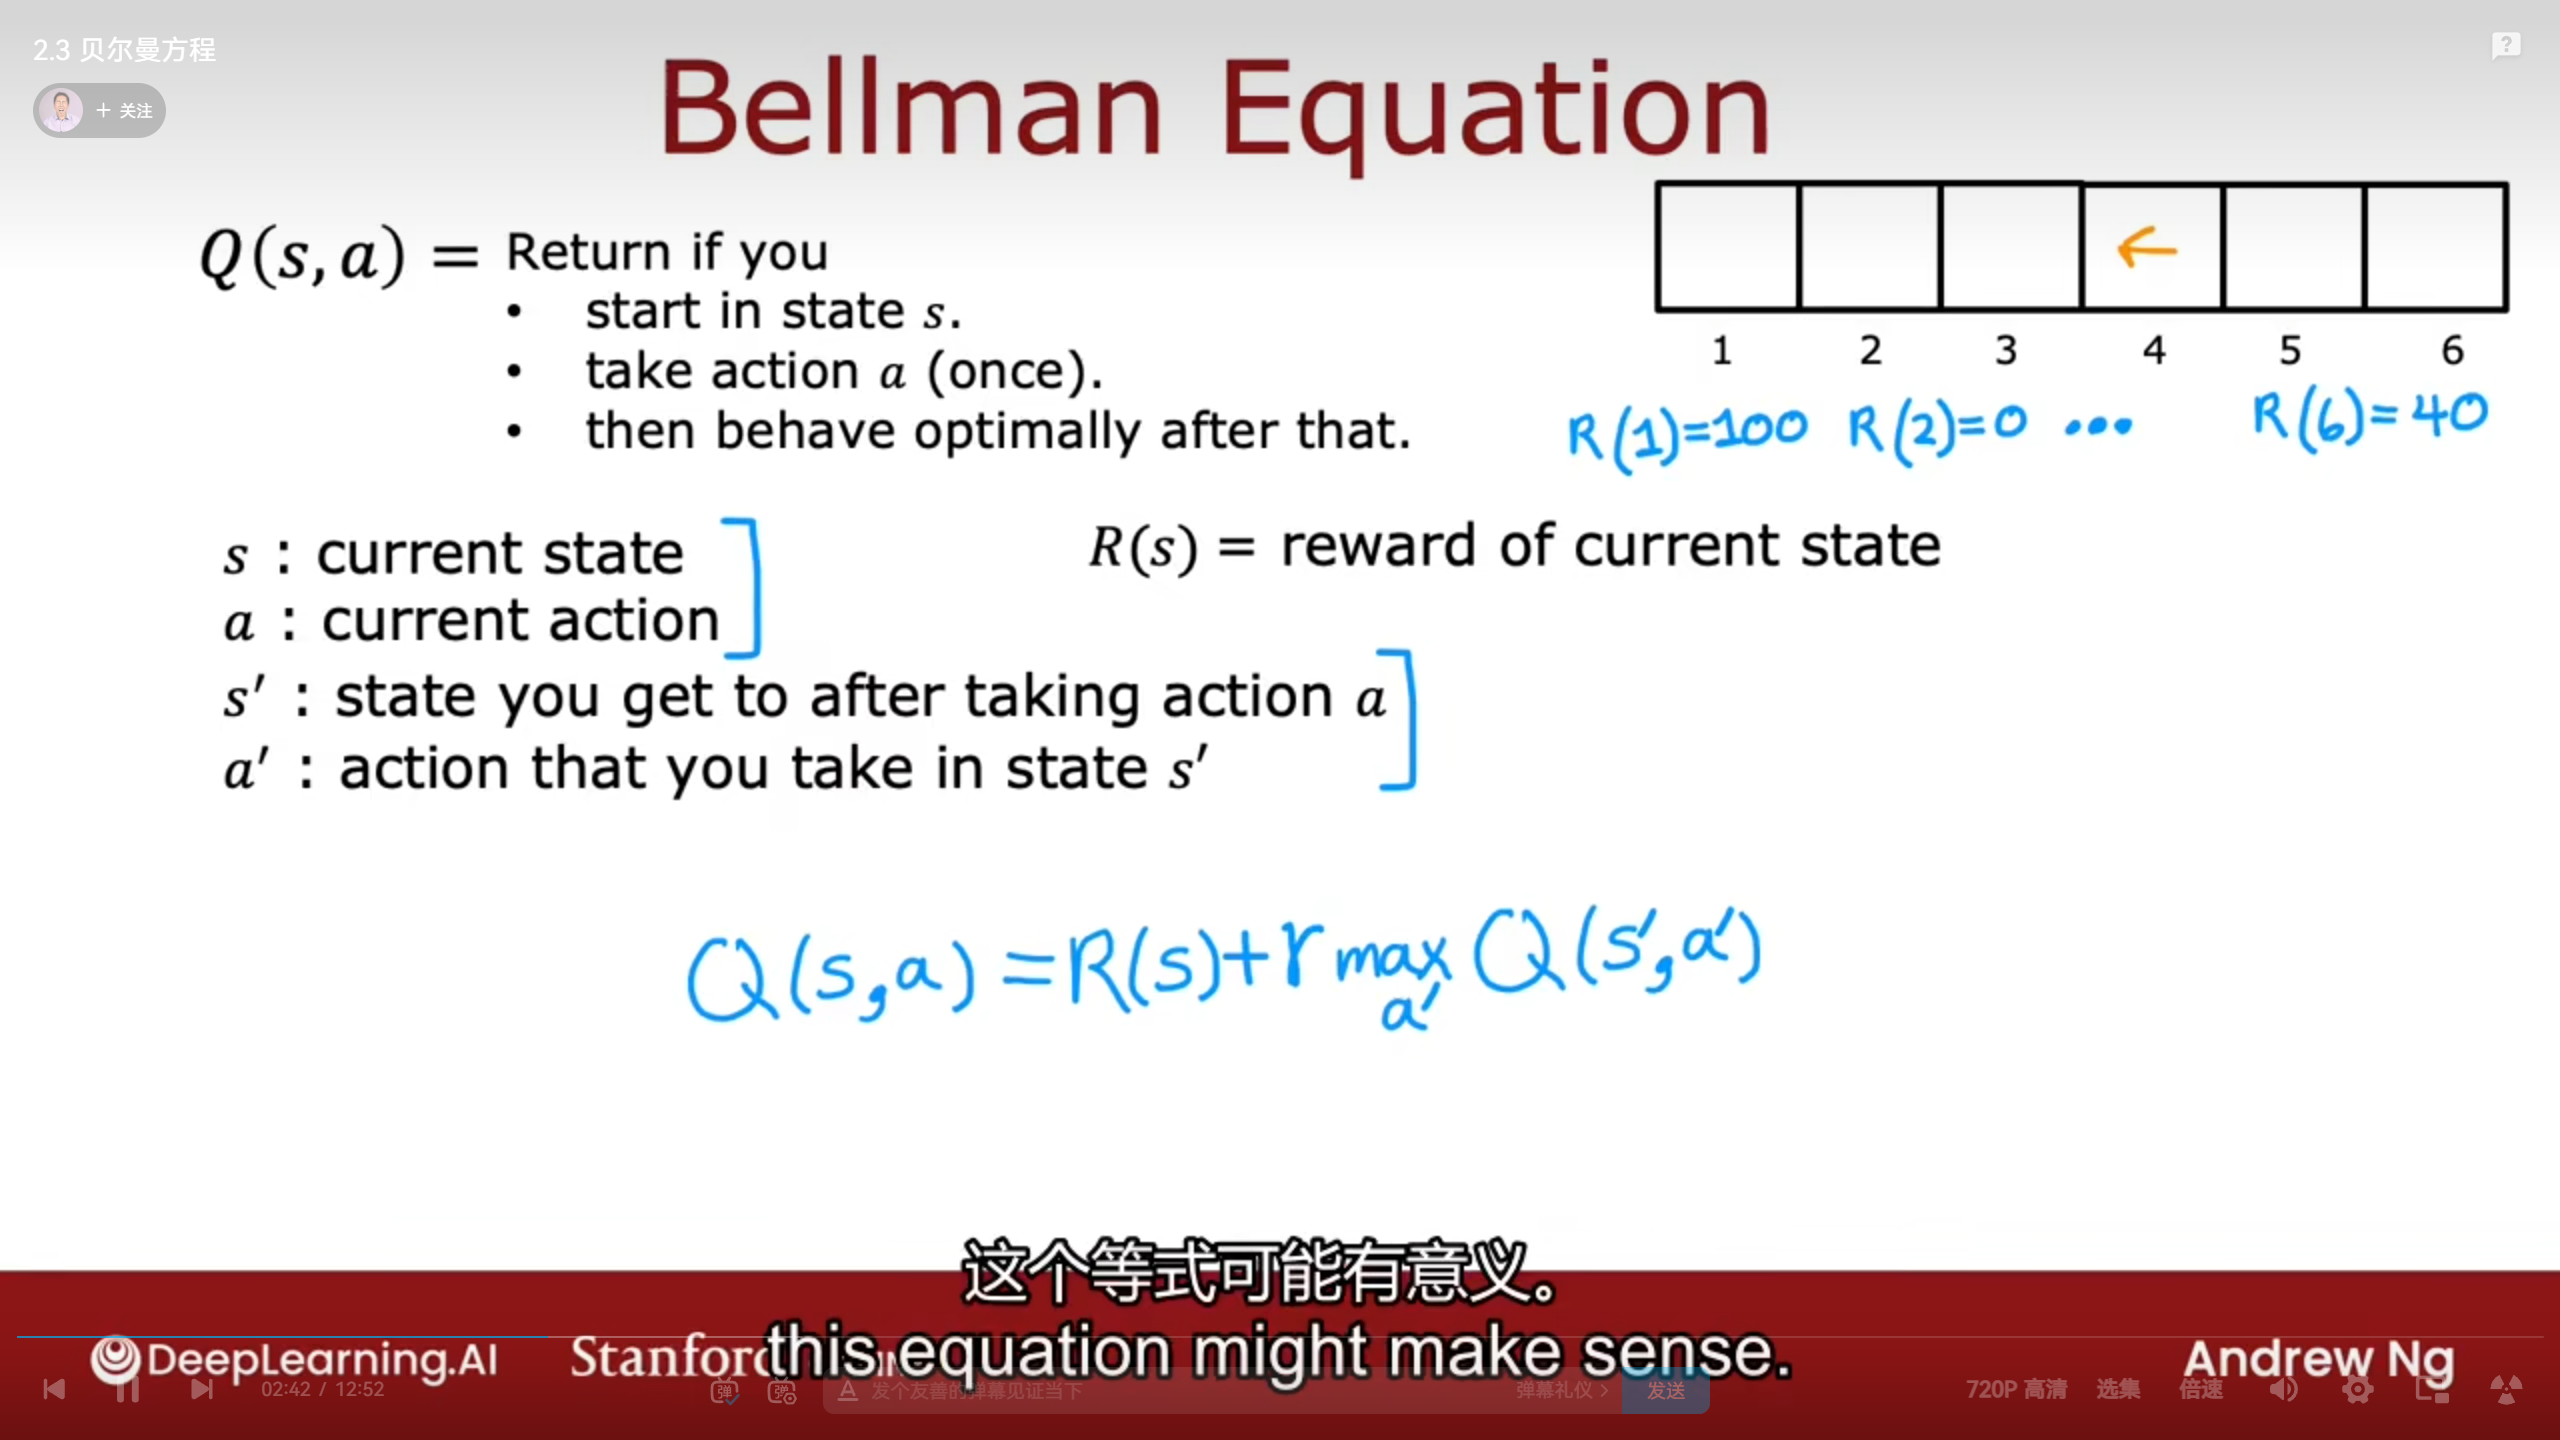 2.3 贝尔曼方程
+ 关注
Bellman Equation
Q(s,a) = Return if you
• start in state s.
• take action a (once).
• then behave optimally after that.
←
1 2 3 4 5 6
R(1)=100 R(2)=0 ••• R(6)=40
s : current state
a : current action
R(s) = reward of current state
s′ : state you get to after taking action a
a′ : action that you take in state s′
Q(s,a) = R(s)+γ max Q(s′,a′)
a′
这个等式可能有意义。
this equation might make sense.
DeepLearning.AI Stanford Andrew Ng
02:42 / 12:52 发个友善的弹幕见证当下 弹幕礼仪 > 发送 720P 高清 选集 倍速